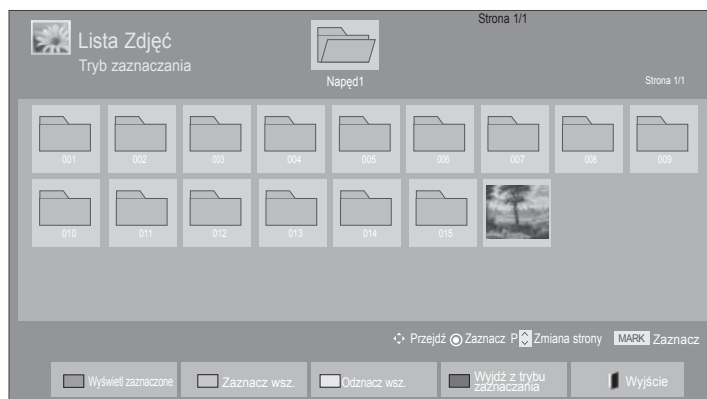 Strona 1/1
Lista Zdjęć
Tryb zaznaczania
Napęd1
Strona 1/1
001 002 003 004 005 006 007 008 009
010 011 012 013 014 015
Przejdź Zaznacz P Zmiana strony MARK Zaznacz
Wyświetl zaznaczone Zaznacz wsz. Odznacz wsz. Wyjdź z trybu
zaznaczania Wyjście